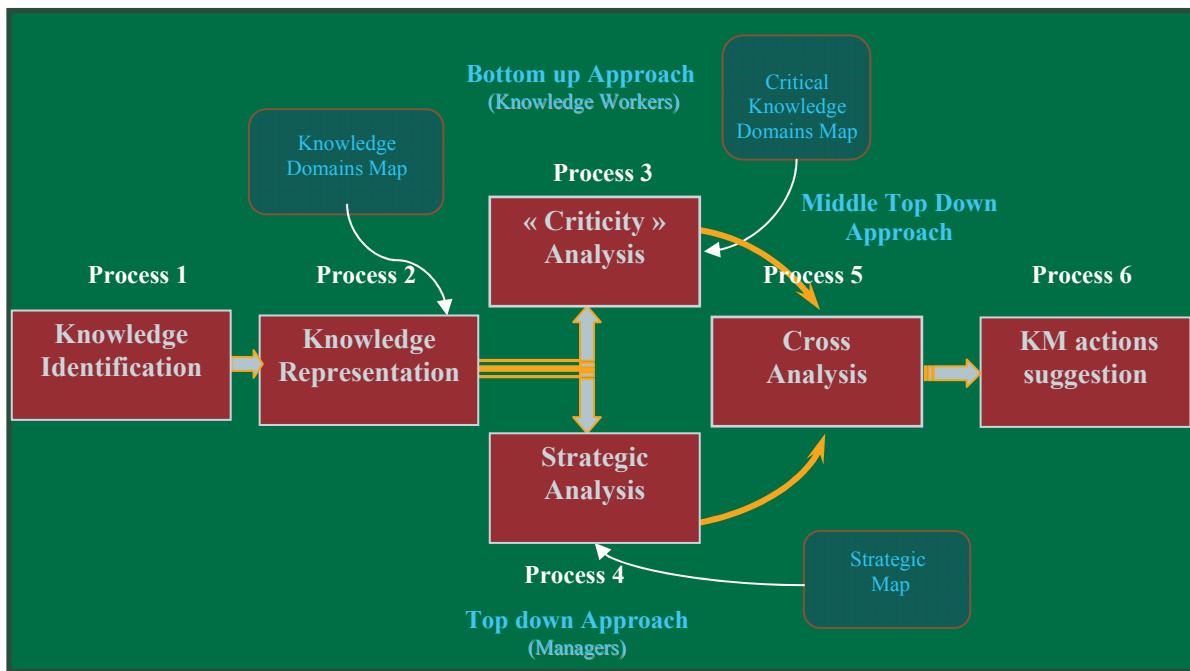 Bottom up Approach
(Knowledge Workers)
Critical
Knowledge
Domains Map
Knowledge
Domains Map
Process 3
« Criticity »
Analysis
Middle Top Down
Approach
Process 1
Knowledge
Identification
Process 2
Knowledge
Representation
Process 5
Cross
Analysis
Process 6
KM actions
suggestion
Strategic
Analysis
Process 4
Strategic
Map
Top down Approach
(Managers)